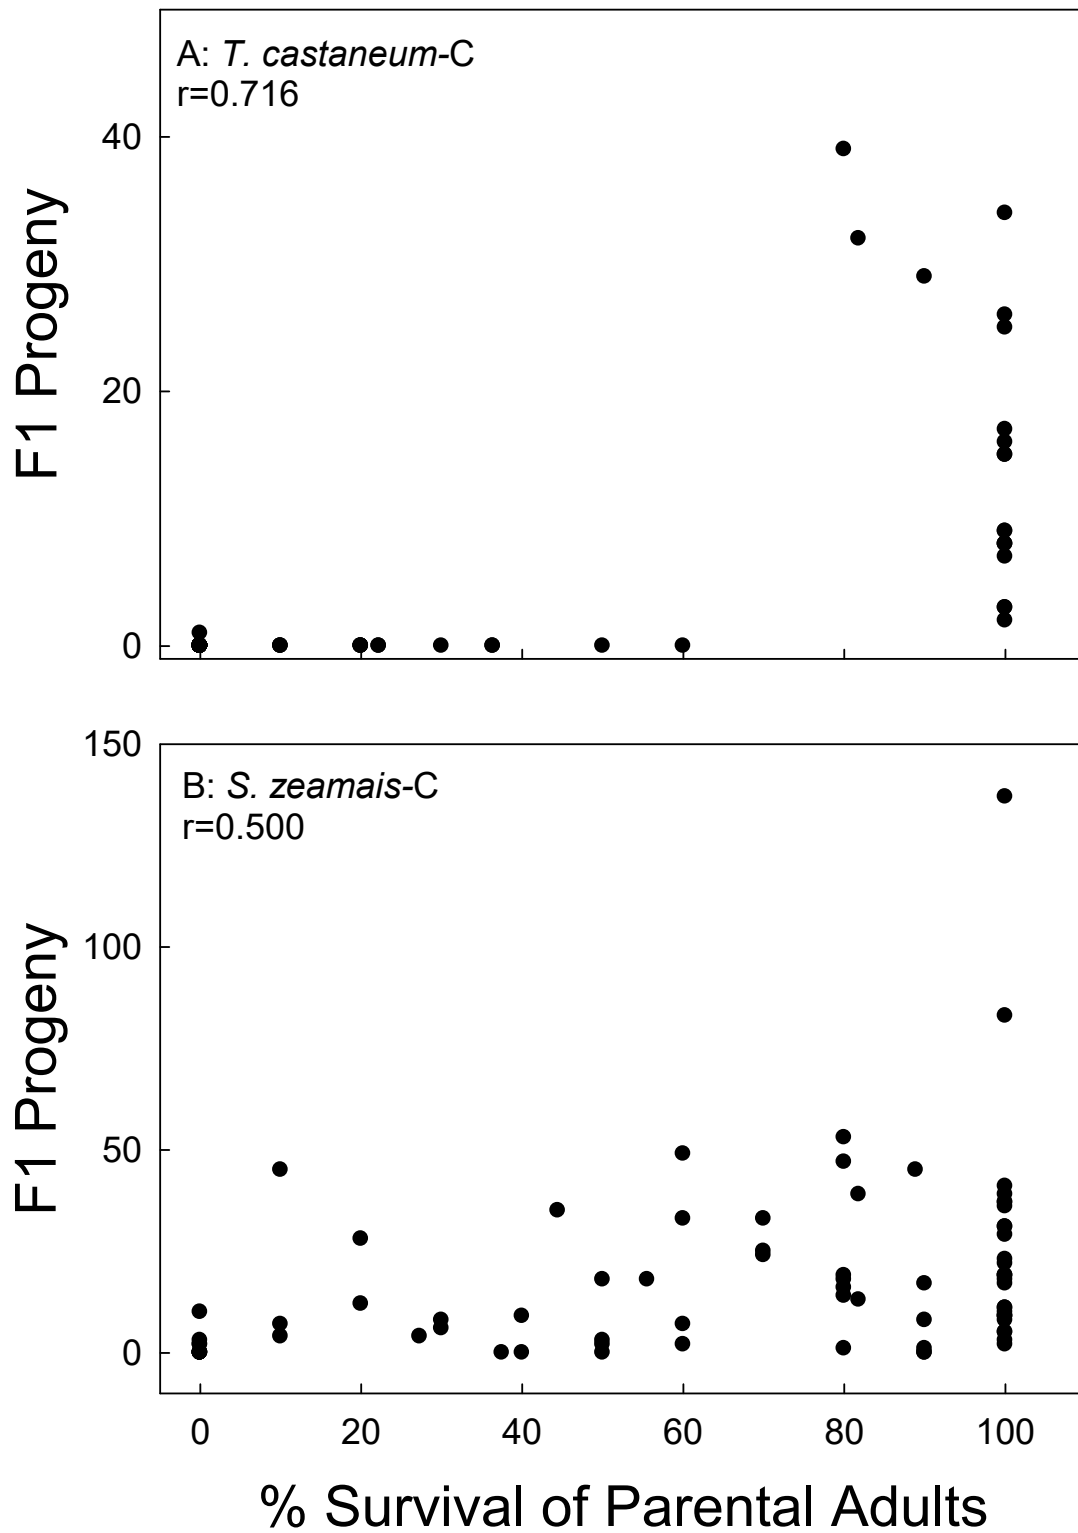 A: T. castaneum-C
r=0.716
40
20
0
F1 Progeny
150
B: S. zeamais-C
r=0.500
100
50
0
F1 Progeny
0 20 40 60 80 100
% Survival of Parental Adults